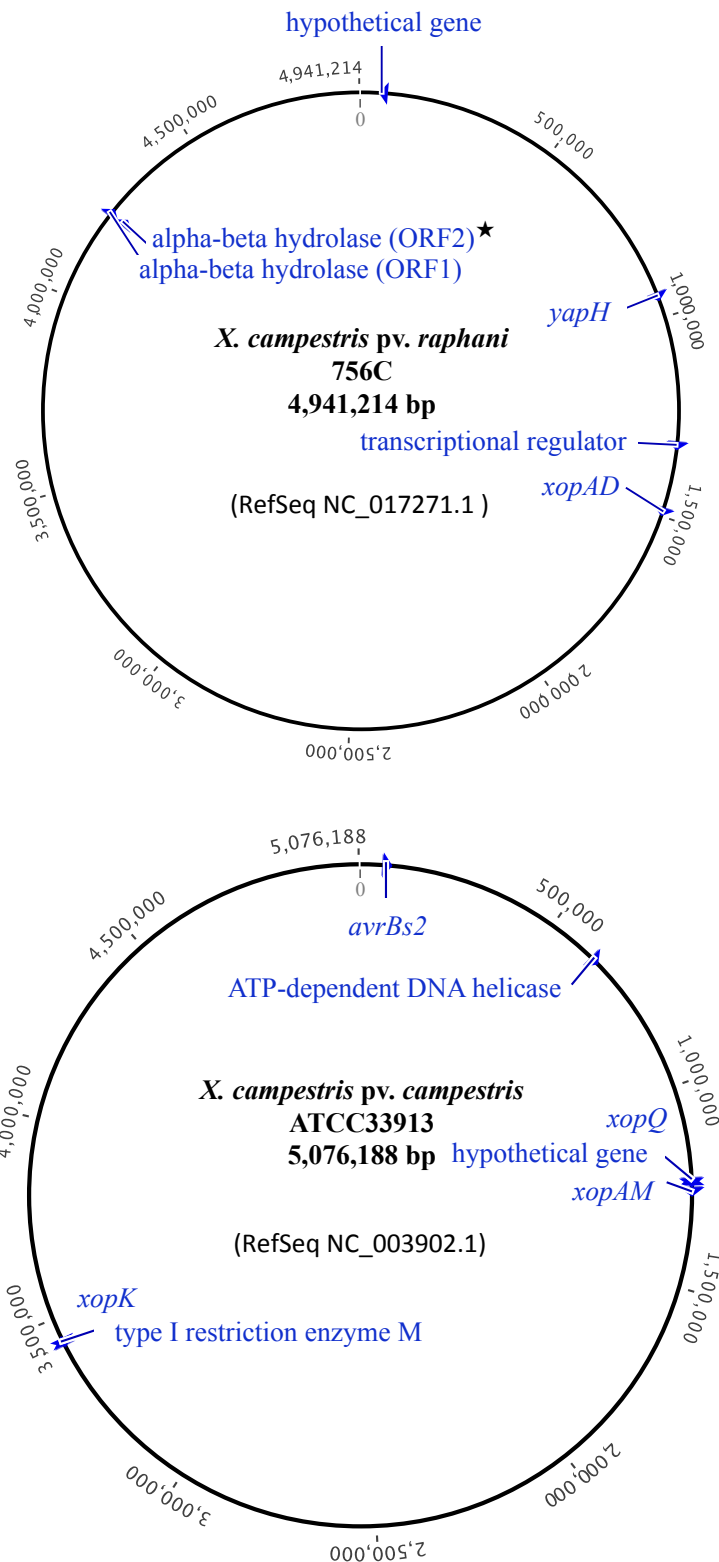 hypothetical gene
4,941,214
0
4,500,000
500,000
alpha-beta hydrolase (ORF2)★
alpha-beta hydrolase (ORF1)
4,000,000
yapH
1,000,000
X. campestris pv. raphani
756C
4,941,214 bp
transcriptional regulator
xopAD
(RefSeq NC_017271.1 )
3,500,000
1,500,000
3,000,000
2,000,000
2,500,000
5,076,188
0
avrBs2
4,500,000
500,000
ATP-dependent DNA helicase
4,000,000
1,000,000
X. campestris pv. campestris
ATCC33913
5,076,188 bp
xopQ
hypothetical gene
xopAM
(RefSeq NC_003902.1)
1,500,000
xopK
type I restriction enzyme M
3,500,000
3,000,000
2,000,000
2,500,000